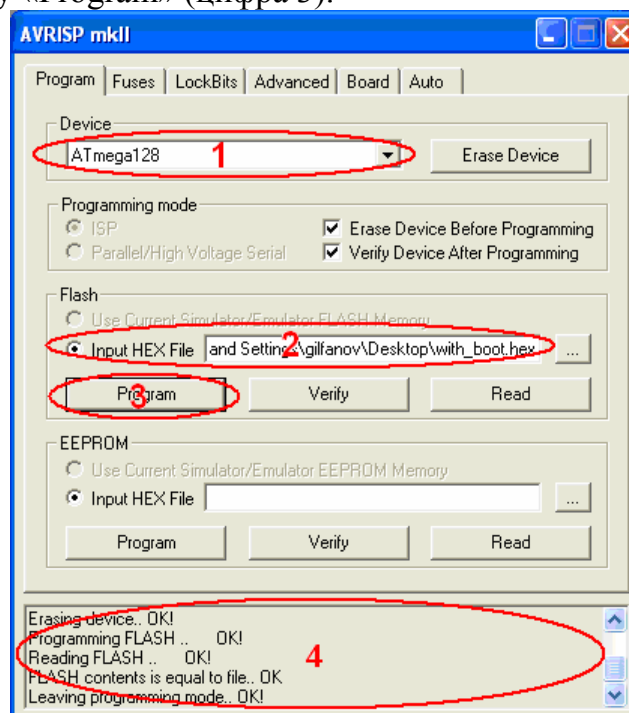 у «Program» (цифра 3).
AVRISP mkII
Program Fuses LockBits Advanced Board Auto
Device
ATmega128 1 Erase Device
Programming mode
ISP Erase Device Before Programming
Parallel/High Voltage Serial Verify Device After Programming
Flash
Use Current Simulator/Emulator FLASH Memory
Input HEX File and Settings\gilfanov\Desktop\with_boot.hex ...
2
Program Verify Read
3
EEPROM
Use Current Simulator/Emulator EEPROM Memory
Input HEX File ...
Program Verify Read
Erasing device.. OK!
Programming FLASH .. OK!
Reading FLASH .. OK!
4
FLASH contents is equal to file.. OK
Leaving programming mode.. OK!